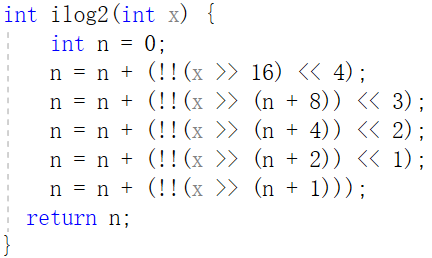 int ilog2(int x) {
    int n = 0;
    n = n + (!!(x >> 16) << 4);
    n = n + (!!(x >> (n + 8)) << 3);
    n = n + (!!(x >> (n + 4)) << 2);
    n = n + (!!(x >> (n + 2)) << 1);
    n = n + (!!(x >> (n + 1)));
  return n;
}